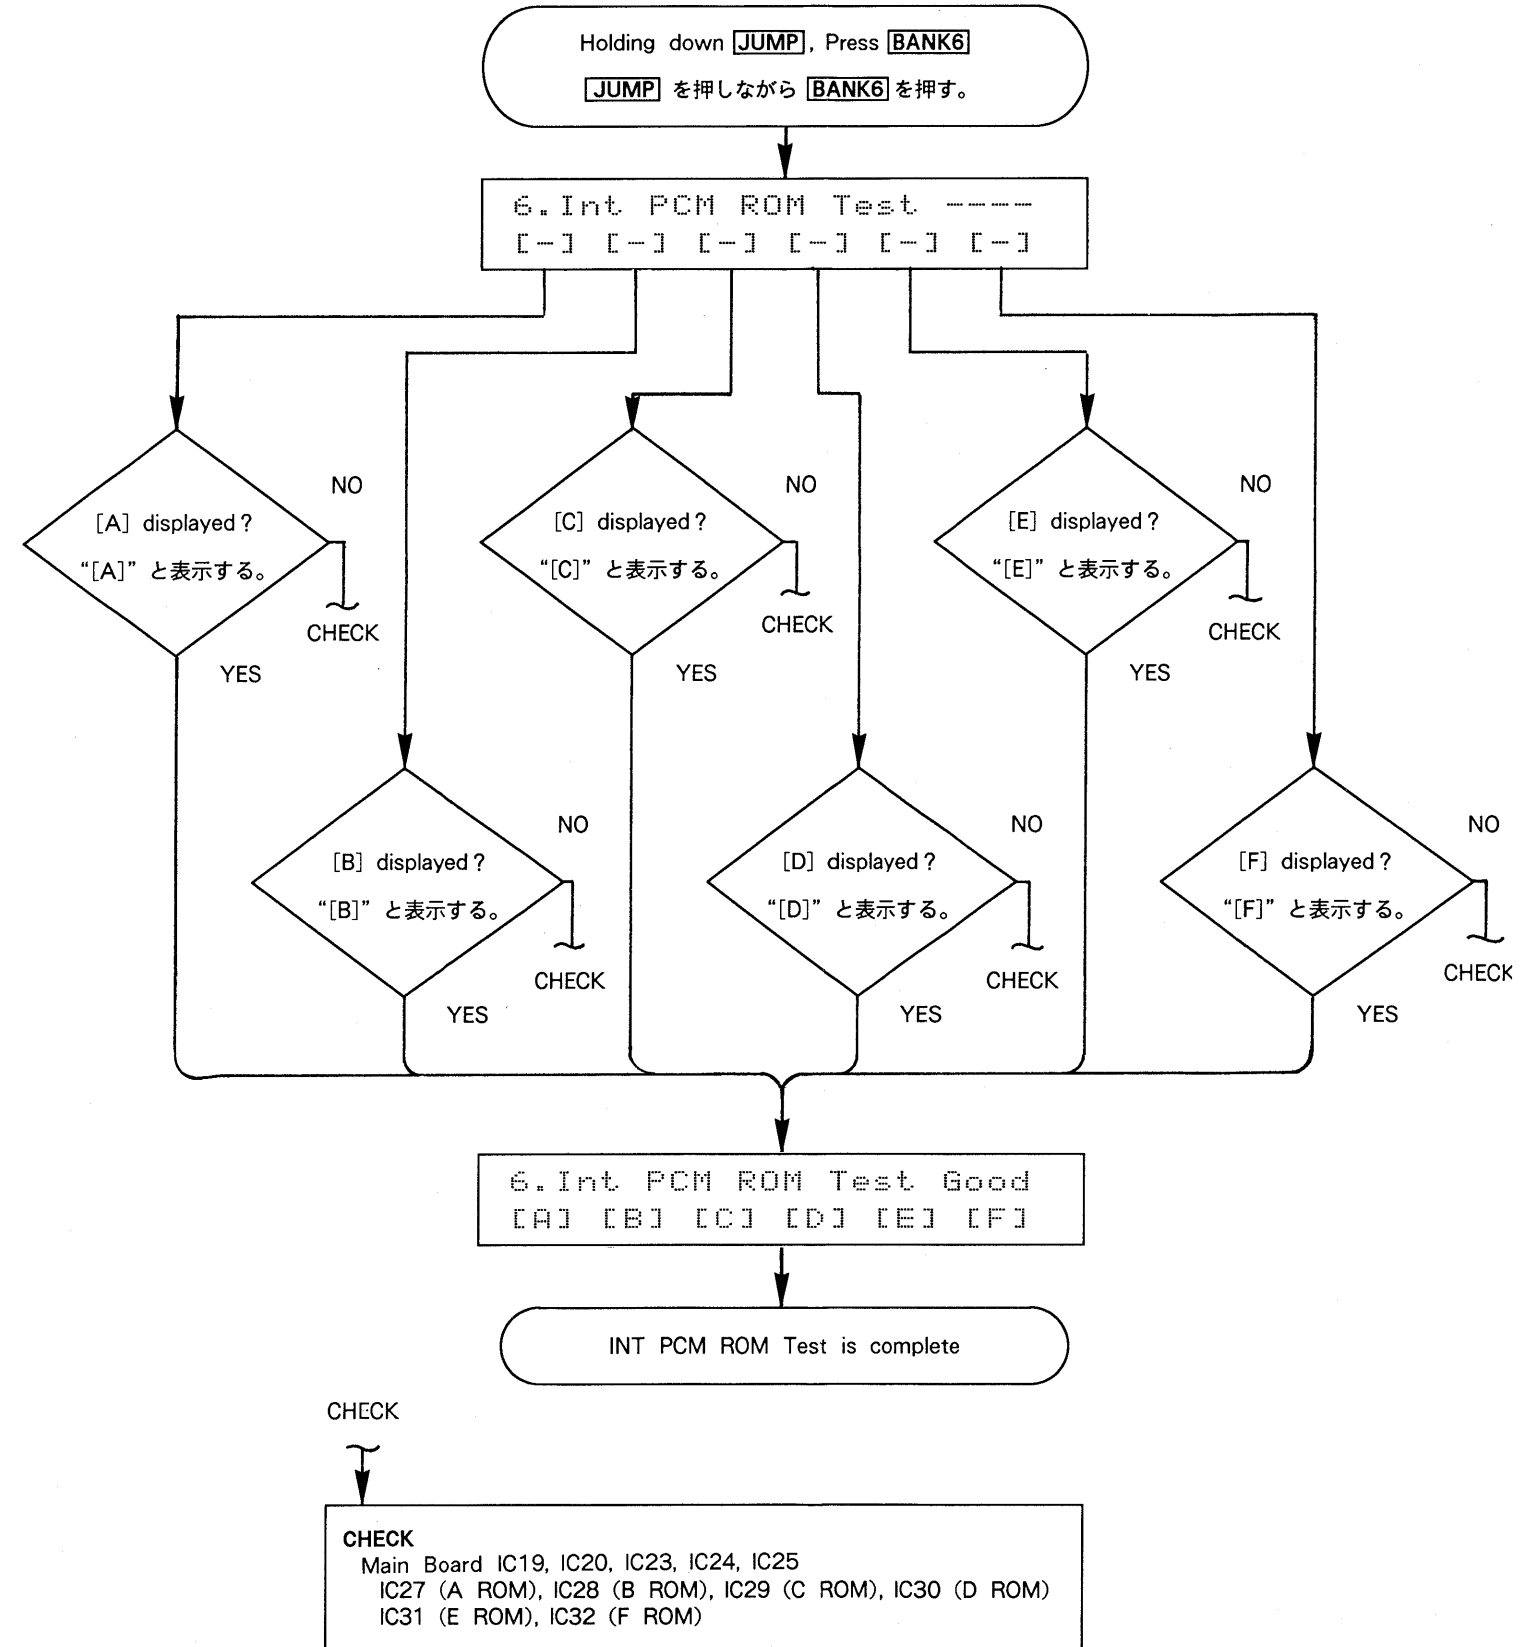 Holding down JUMP, Press BANK6
JUMP を押しながら BANK6 を押す。
6.Int PCM ROM Test ----
[-] [-] [-] [-] [-] [-]
NO
[A] displayed?
“[A]” と表示する。
CHECK
YES
NO
[C] displayed?
“[C]” と表示する。
CHECK
YES
NO
[E] displayed?
“[E]” と表示する。
CHECK
YES
NO
[B] displayed?
“[B]” と表示する。
CHECK
YES
NO
[D] displayed?
“[D]” と表示する。
CHECK
YES
NO
[F] displayed?
“[F]” と表示する。
CHECK
YES
6.Int PCM ROM Test Good
[A] [B] [C] [D] [E] [F]
INT PCM ROM Test is complete
CHECK
CHECK
Main Board IC19, IC20, IC23, IC24, IC25
IC27 (A ROM), IC28 (B ROM), IC29 (C ROM), IC30 (D ROM)
IC31 (E ROM), IC32 (F ROM)